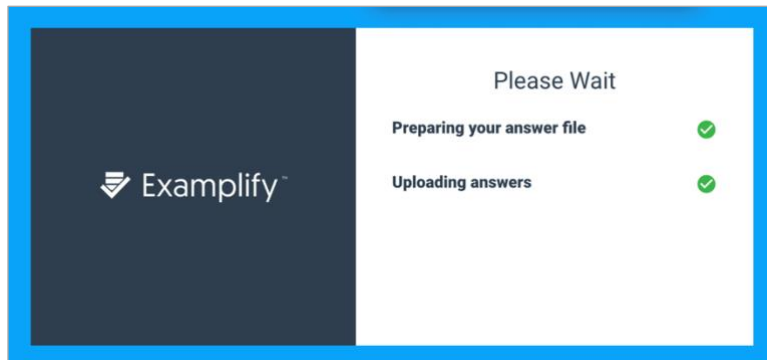 Examplify™
Please Wait
Preparing your answer file
Uploading answers